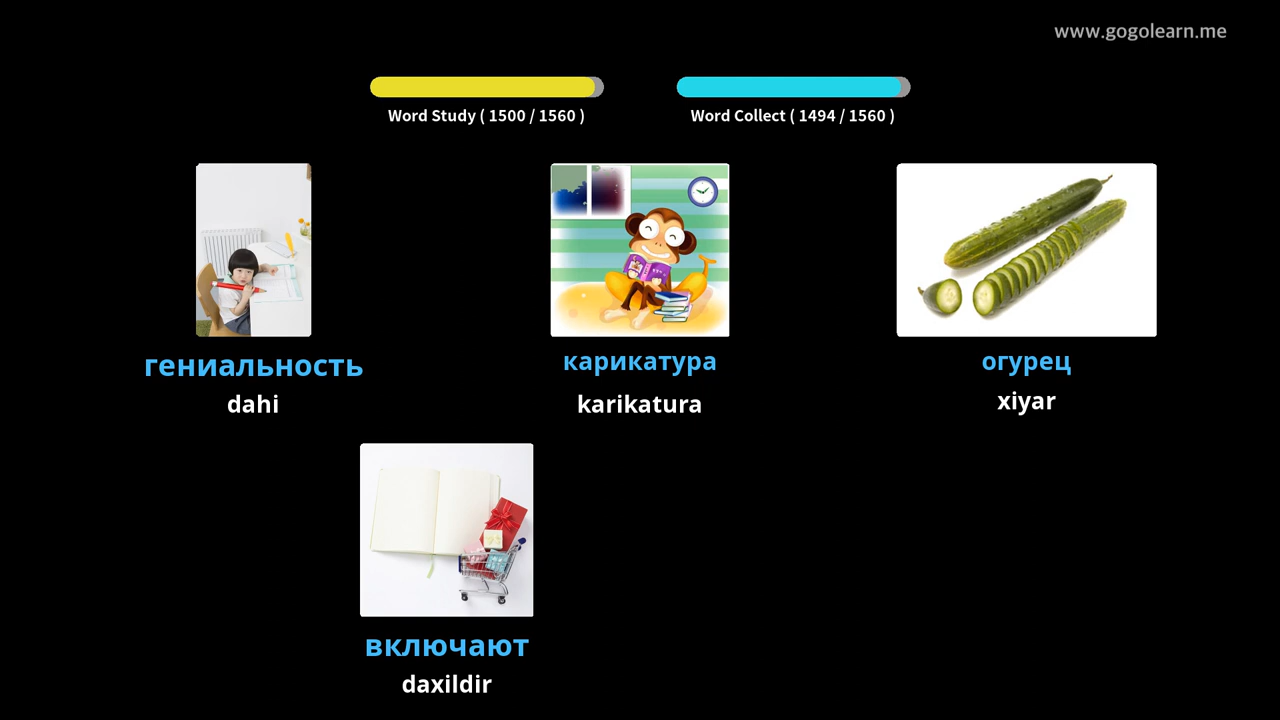 www.gogolearn.me
Word Study ( 1500 / 1560 )
Word Collect ( 1494 / 1560 )
гениальность
dahi
карикатура
karikatura
огурец
xiyar
включают
daxildir